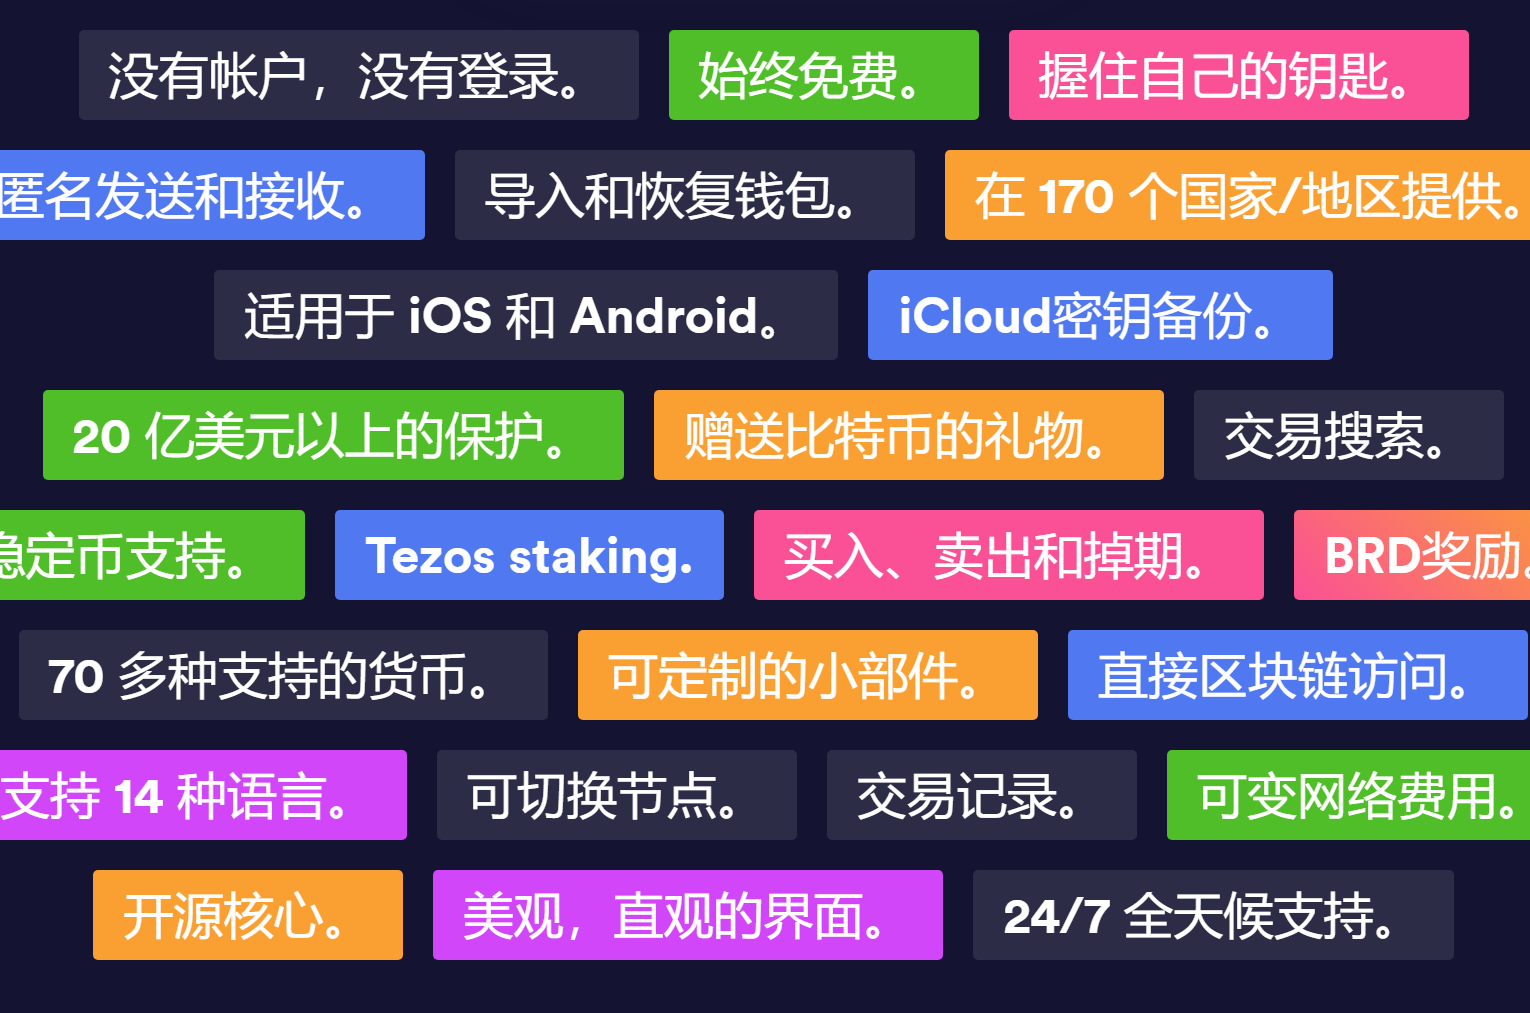 没有帐户，没有登录。 始终免费。 握住自己的钥匙。
匿名发送和接收。 导入和恢复钱包。 在 170 个国家/地区提供。
适用于 iOS 和 Android。 iCloud密钥备份。
20 亿美元以上的保护。 赠送比特币的礼物。 交易搜索。
稳定币支持。 Tezos staking. 买入、卖出和掉期。 BRD奖励。
70 多种支持的货币。 可定制的小部件。 直接区块链访问。
支持 14 种语言。 可切换节点。 交易记录。 可变网络费用。
开源核心。 美观，直观的界面。 24/7 全天候支持。